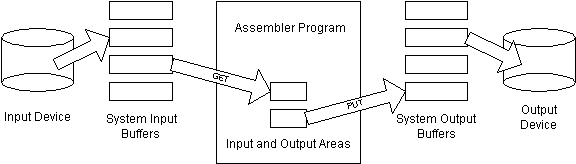 Assembler Program
GET
PUT
Input Device
System Input
Buffers
Input and Output Areas
System Output
Buffers
Output
Device